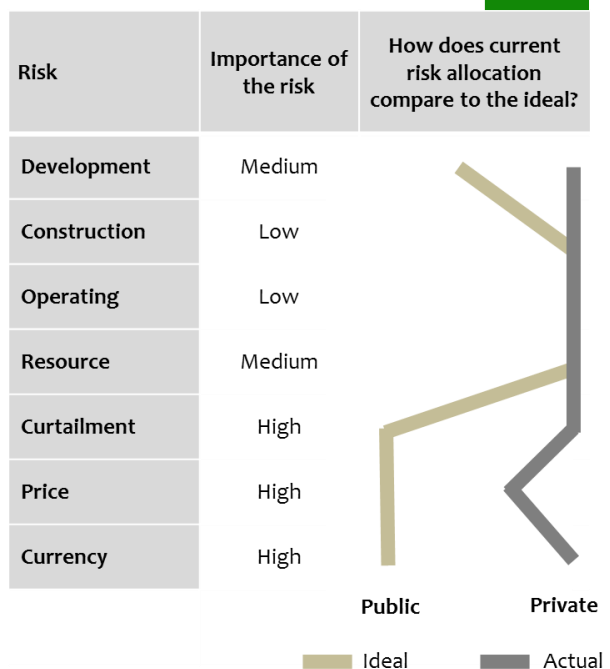 Risk
Importance of
the risk
How does current
risk allocation
compare to the ideal?
Development Medium
Construction Low
Operating Low
Resource Medium
Curtailment High
Price High
Currency High
Public Private
Ideal Actual